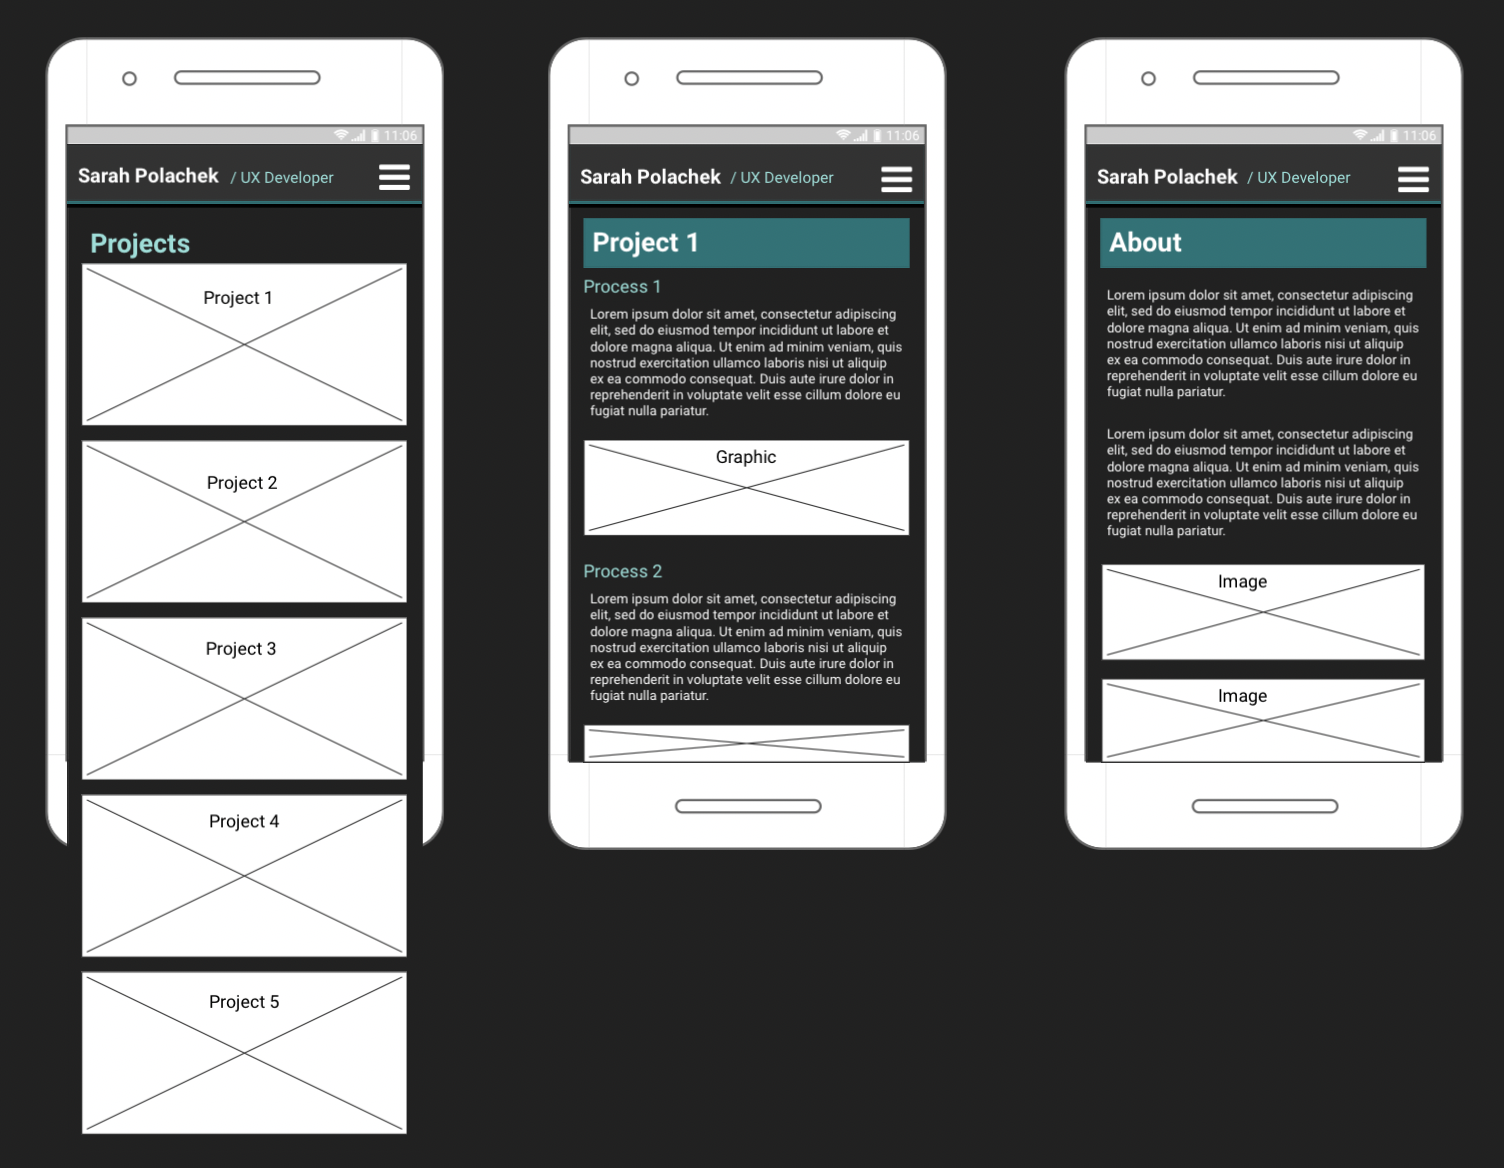 11:06
Sarah Polachek / UX Developer
Projects
Project 1
Project 2
Project 3
Project 4
Project 5
11:06
Sarah Polachek / UX Developer
Project 1
Process 1
Lorem ipsum dolor sit amet, consectetur adipiscing
elit, sed do eiusmod tempor incididunt ut labore et
dolore magna aliqua. Ut enim ad minim veniam, quis
nostrud exercitation ullamco laboris nisi ut aliquip
ex ea commodo consequat. Duis aute irure dolor in
reprehenderit in voluptate velit esse cillum dolore eu
fugiat nulla pariatur.
Graphic
Process 2
Lorem ipsum dolor sit amet, consectetur adipiscing
elit, sed do eiusmod tempor incididunt ut labore et
dolore magna aliqua. Ut enim ad minim veniam, quis
nostrud exercitation ullamco laboris nisi ut aliquip
ex ea commodo consequat. Duis aute irure dolor in
reprehenderit in voluptate velit esse cillum dolore eu
fugiat nulla pariatur.
11:06
Sarah Polachek / UX Developer
About
Lorem ipsum dolor sit amet, consectetur adipiscing
elit, sed do eiusmod tempor incididunt ut labore et
dolore magna aliqua. Ut enim ad minim veniam, quis
nostrud exercitation ullamco laboris nisi ut aliquip
ex ea commodo consequat. Duis aute irure dolor in
reprehenderit in voluptate velit esse cillum dolore eu
fugiat nulla pariatur.
Lorem ipsum dolor sit amet, consectetur adipiscing
elit, sed do eiusmod tempor incididunt ut labore et
dolore magna aliqua. Ut enim ad minim veniam, quis
nostrud exercitation ullamco laboris nisi ut aliquip
ex ea commodo consequat. Duis aute irure dolor in
reprehenderit in voluptate velit esse cillum dolore eu
fugiat nulla pariatur.
Image
Image